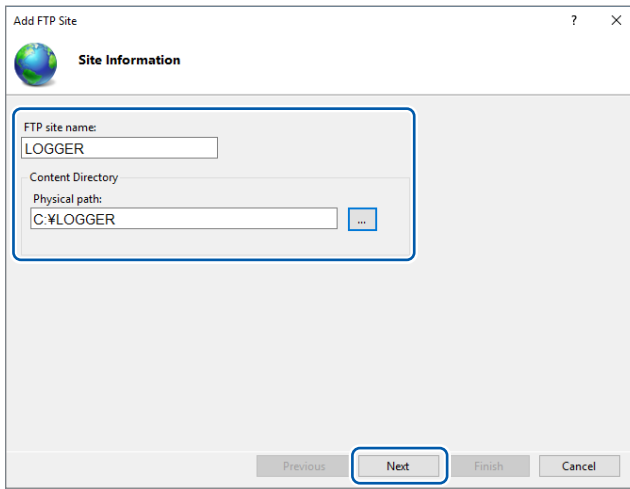 Add FTP Site
?
Site Information
FTP site name:
LOGGER
Content Directory
Physical path:
C:¥LOGGER
...
Previous
Next
Finish
Cancel